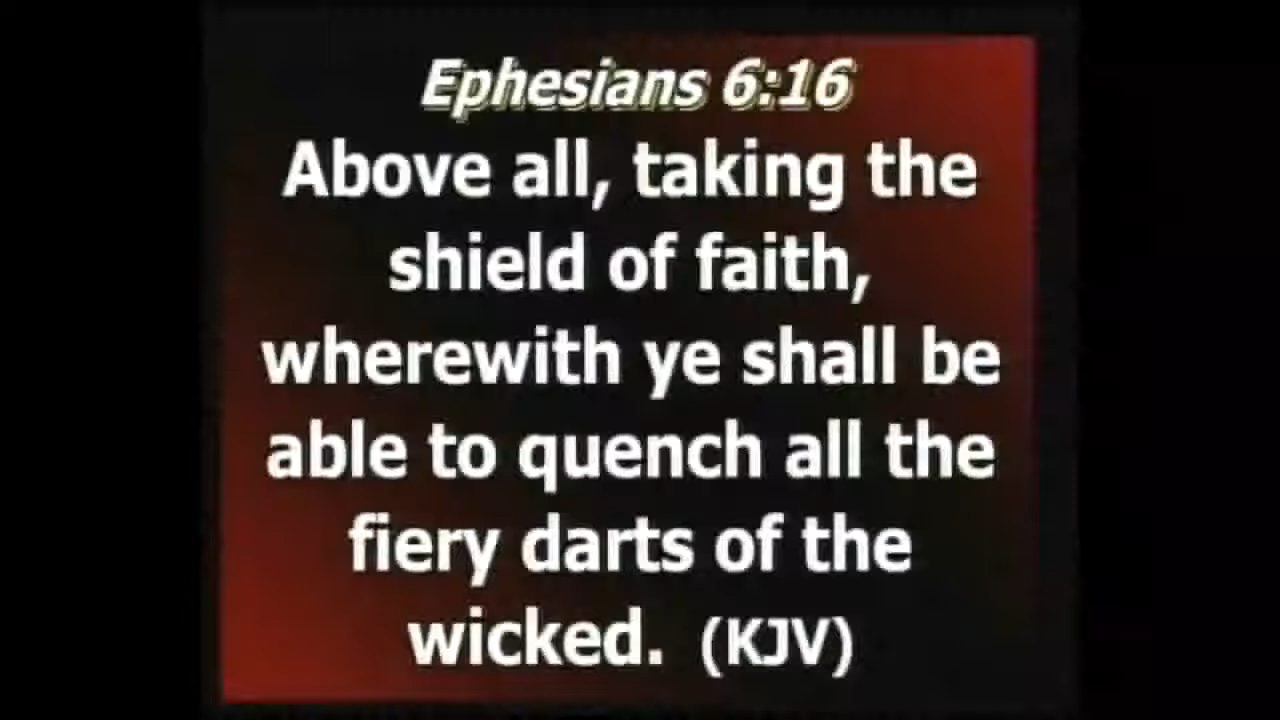 Ephesians 6:16
Above all, taking the
shield of faith,
wherewith ye shall be
able to quench all the
fiery darts of the
wicked. (KJV)